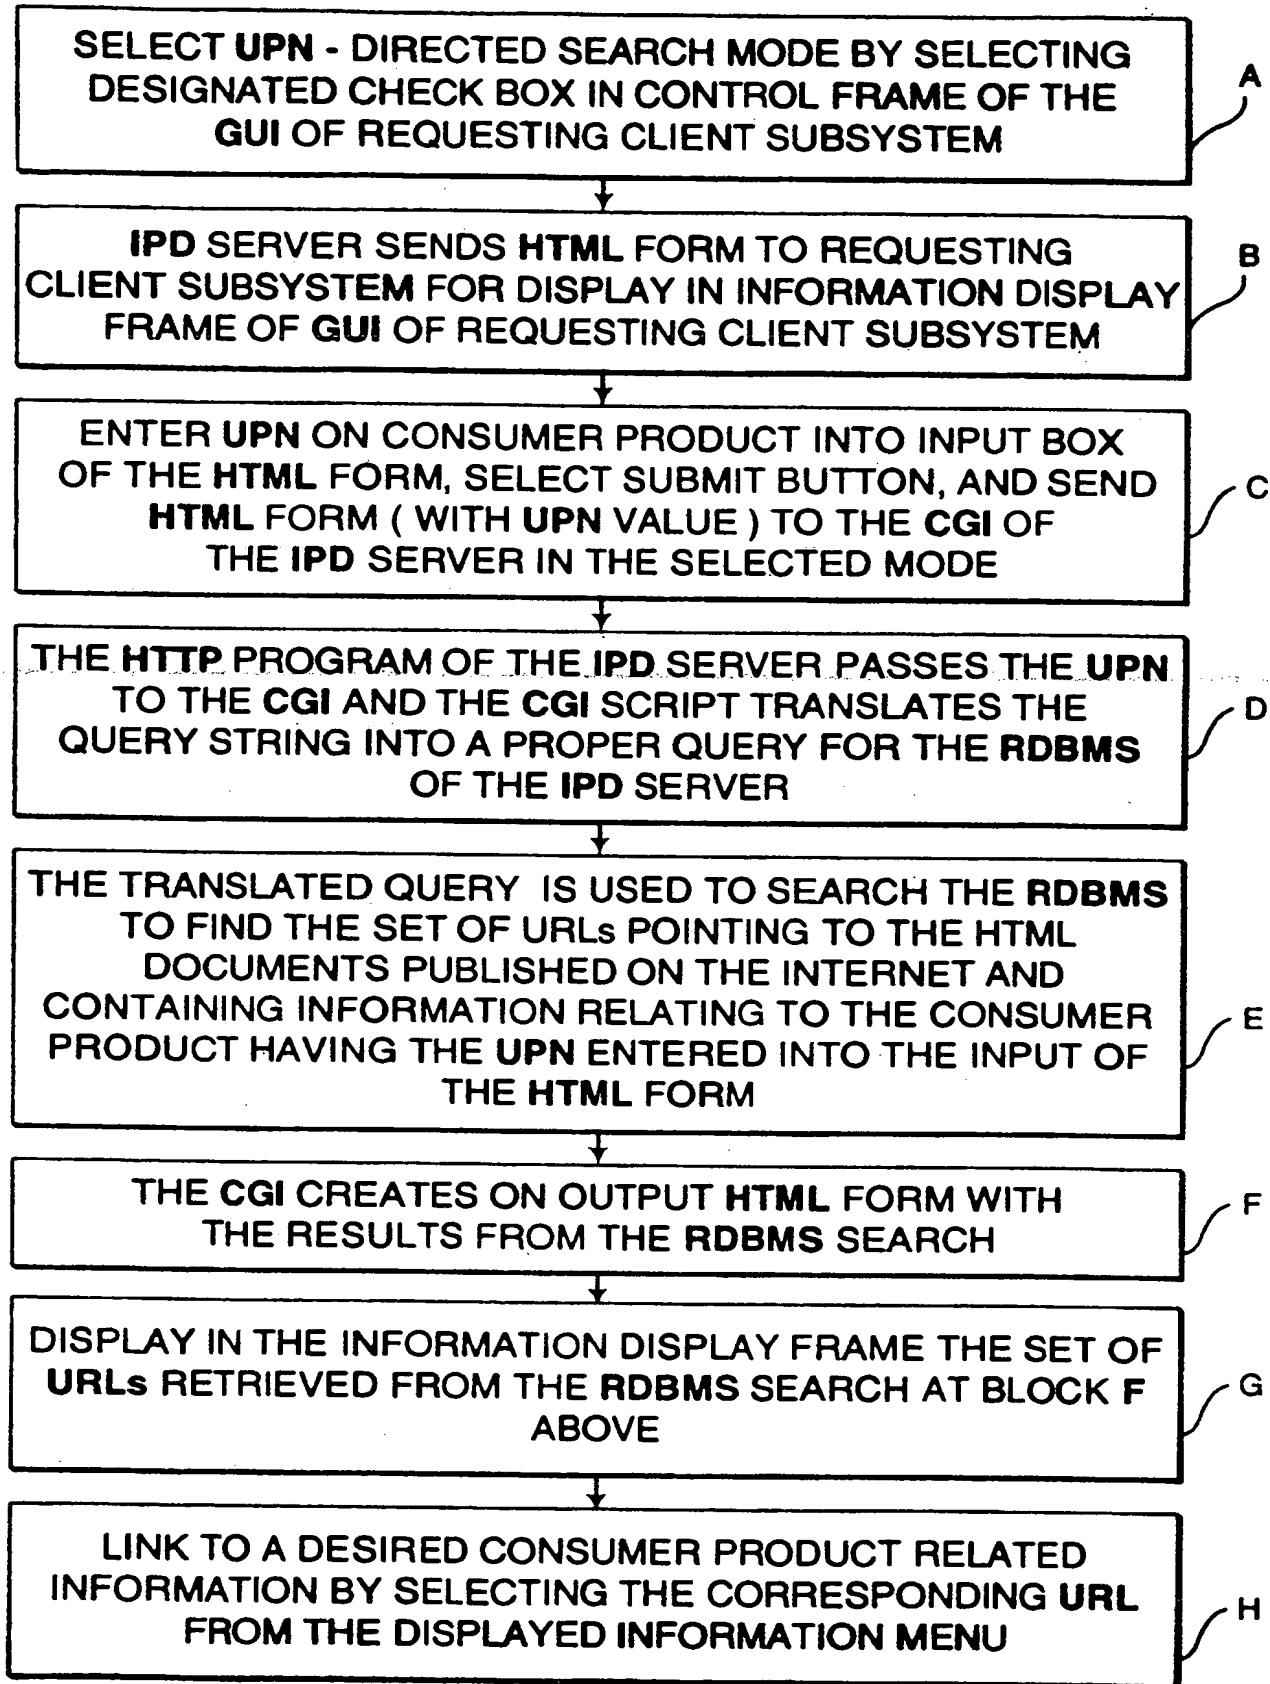 SELECT UPN - DIRECTED SEARCH MODE BY SELECTING
DESIGNATED CHECK BOX IN CONTROL FRAME OF THE
GUI OF REQUESTING CLIENT SUBSYSTEM
A
IPD SERVER SENDS HTML FORM TO REQUESTING
CLIENT SUBSYSTEM FOR DISPLAY IN INFORMATION DISPLAY
FRAME OF GUI OF REQUESTING CLIENT SUBSYSTEM
B
ENTER UPN ON CONSUMER PRODUCT INTO INPUT BOX
OF THE HTML FORM, SELECT SUBMIT BUTTON, AND SEND
HTML FORM ( WITH UPN VALUE ) TO THE CGI OF
THE IPD SERVER IN THE SELECTED MODE
C
THE HTTP PROGRAM OF THE IPD SERVER PASSES THE UPN
TO THE CGI AND THE CGI SCRIPT TRANSLATES THE
QUERY STRING INTO A PROPER QUERY FOR THE RDBMS
OF THE IPD SERVER
D
THE TRANSLATED QUERY IS USED TO SEARCH THE RDBMS
TO FIND THE SET OF URLs POINTING TO THE HTML
DOCUMENTS PUBLISHED ON THE INTERNET AND
CONTAINING INFORMATION RELATING TO THE CONSUMER
PRODUCT HAVING THE UPN ENTERED INTO THE INPUT OF
THE HTML FORM
E
THE CGI CREATES ON OUTPUT HTML FORM WITH
THE RESULTS FROM THE RDBMS SEARCH
F
DISPLAY IN THE INFORMATION DISPLAY FRAME THE SET OF
URLs RETRIEVED FROM THE RDBMS SEARCH AT BLOCK F
ABOVE
G
LINK TO A DESIRED CONSUMER PRODUCT RELATED
INFORMATION BY SELECTING THE CORRESPONDING URL
FROM THE DISPLAYED INFORMATION MENU
H